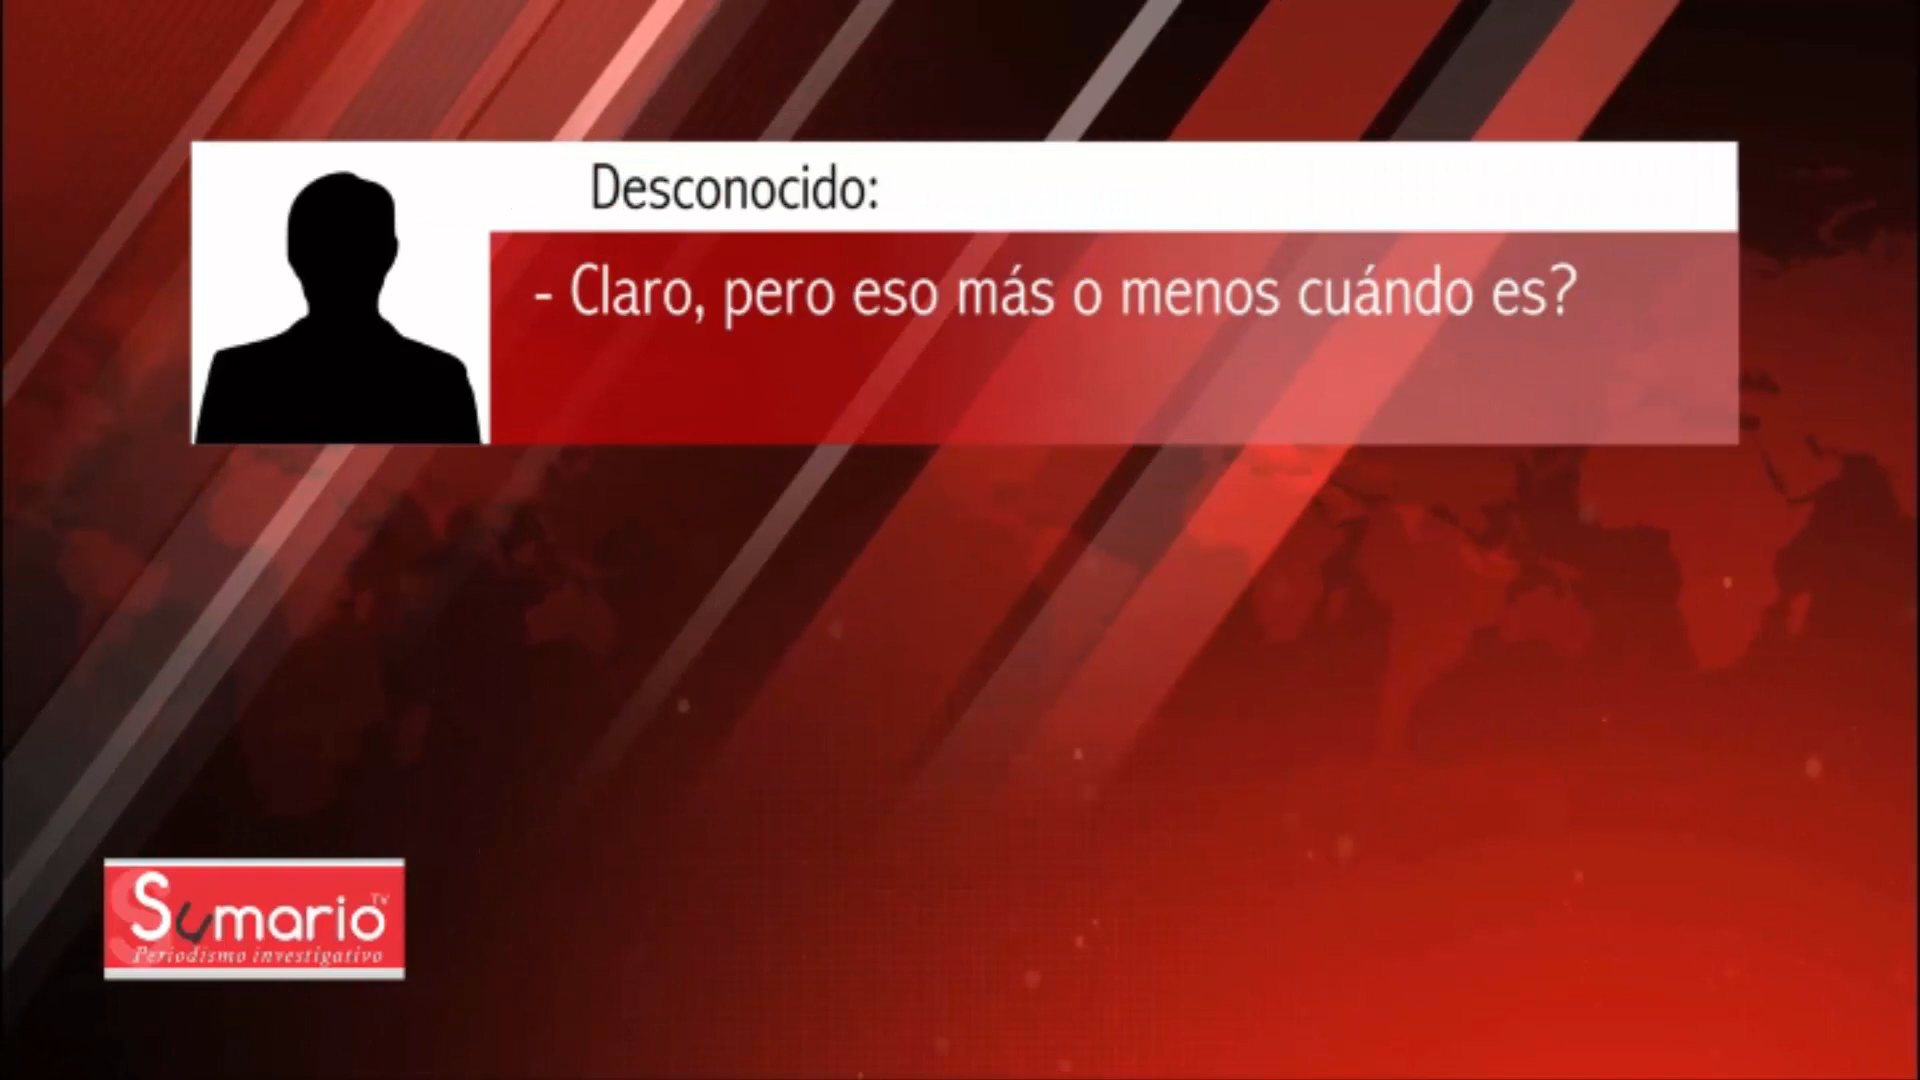 Desconocido:
- Claro, pero eso más o menos cuándo es?
Sumario TV
Periodismo investigativo